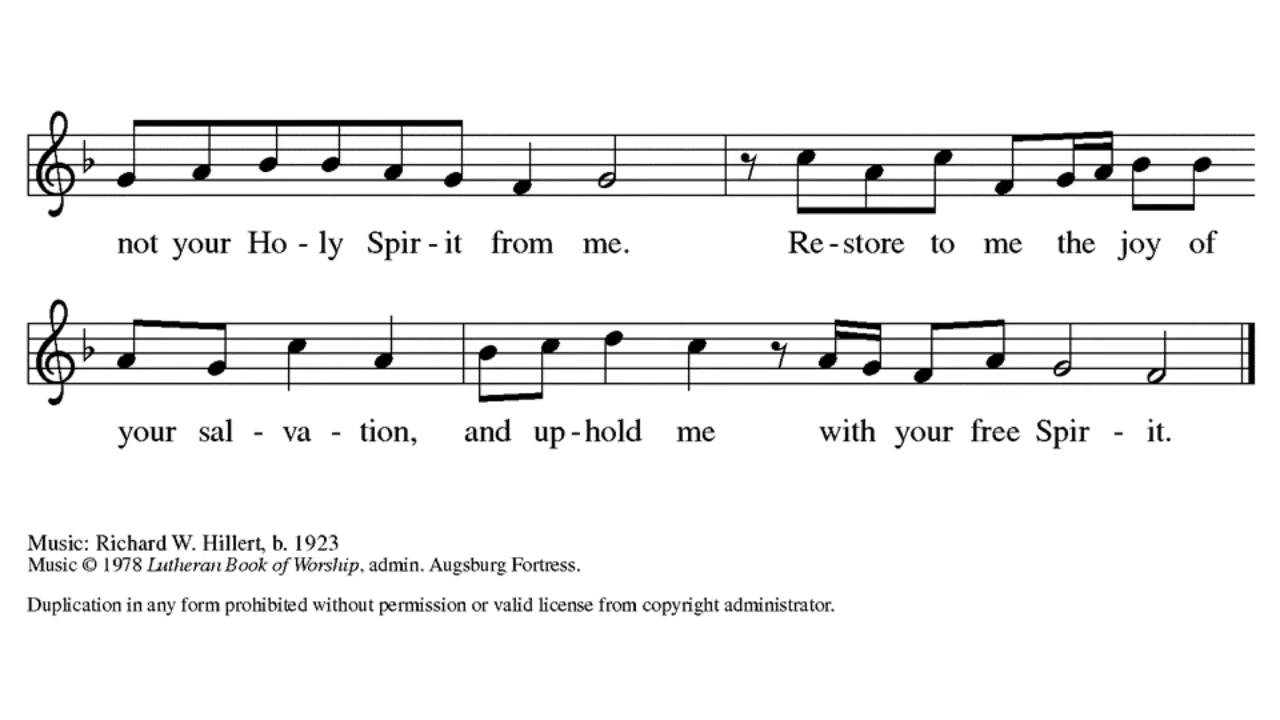 not your Ho - ly Spir - it from me. Re - store to me the joy of
your sal - va - tion, and up - hold me with your free Spir - it.
Music: Richard W. Hillert, b. 1923
Music © 1978 Lutheran Book of Worship, admin. Augsburg Fortress.
Duplication in any form prohibited without permission or valid license from copyright administrator.